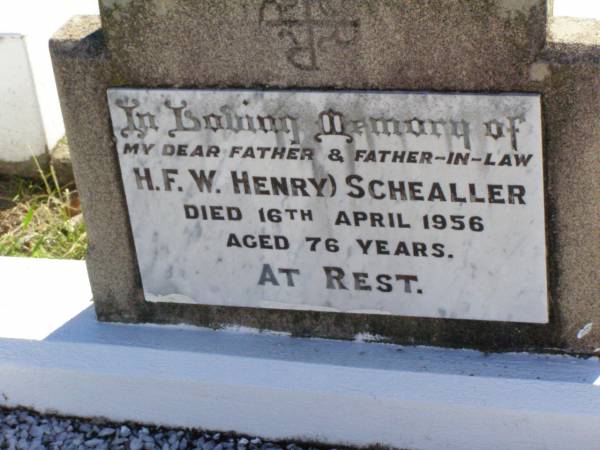 In Loving Memory of
MY DEAR FATHER & FATHER-IN-LAW
H.F.W. HENRY) SCHEALLER
DIED 16TH APRIL 1956
AGED 76 YEARS.
AT REST.